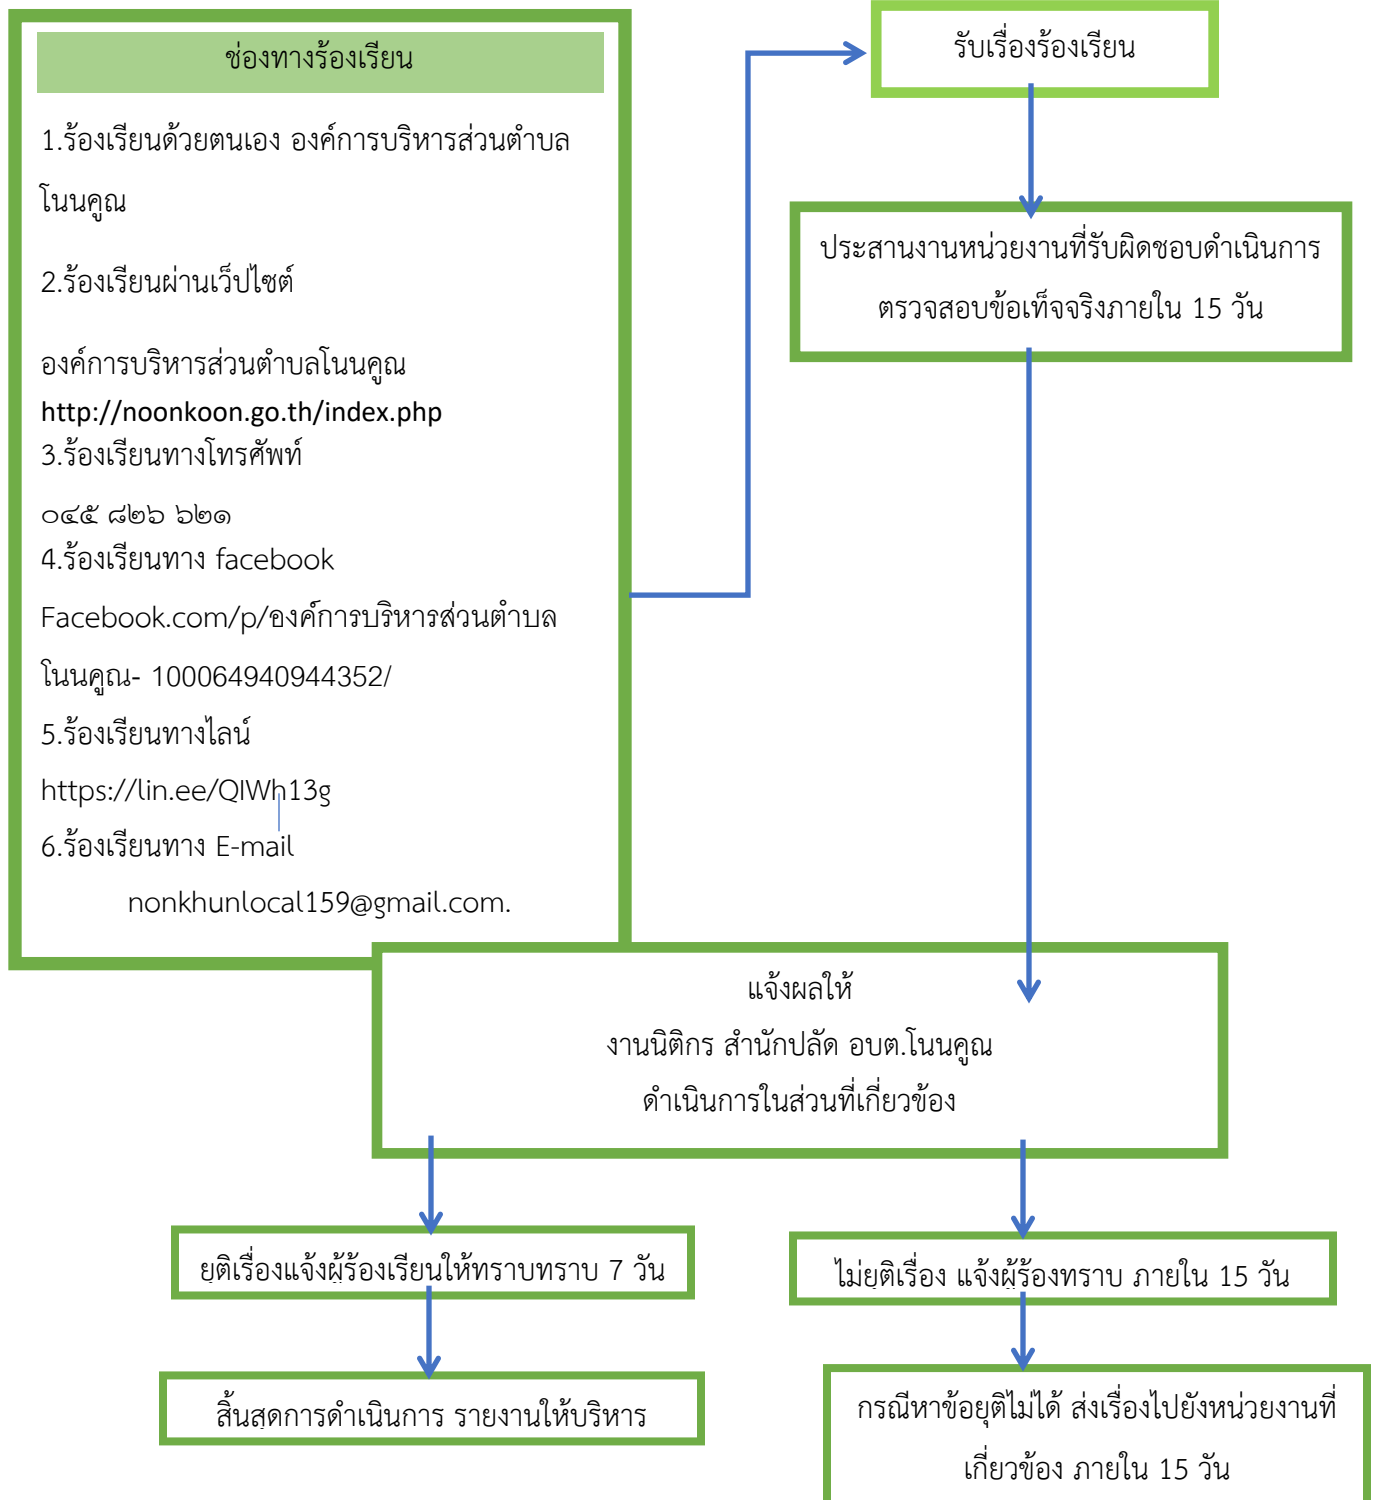 ช่องทางร้องเรียน
1.ร้องเรียนด้วยตนเอง องค์การบริหารส่วนตำบล
โนนคูณ
2.ร้องเรียนผ่านเว็ปไซต์
องค์การบริหารส่วนตำบลโนนคูณ
http://noonkoon.go.th/index.php
3.ร้องเรียนทางโทรศัพท์
๐๔๕ ๘๒๖ ๖๒๑
4.ร้องเรียนทาง facebook
Facebook.com/p/องค์การบริหารส่วนตำบล
โนนคูณ- 100064940944352/
5.ร้องเรียนทางไลน์
https://lin.ee/QIWh13g
6.ร้องเรียนทาง E-mail
nonkhunlocal159@gmail.com.
รับเรื่องร้องเรียน
ประสานงานหน่วยงานที่รับผิดชอบดำเนินการ
ตรวจสอบข้อเท็จจริงภายใน 15 วัน
แจ้งผลให้
งานนิติกร สำนักปลัด อบต.โนนคูณ
ดำเนินการในส่วนที่เกี่ยวข้อง
ยุติเรื่องแจ้งผู้ร้องเรียนให้ทราบทราบ 7 วัน
สิ้นสุดการดำเนินการ รายงานให้บริหาร
ไม่ยุติเรื่อง แจ้งผู้ร้องทราบ ภายใน 15 วัน
กรณีหาข้อยุติไม่ได้ ส่งเรื่องไปยังหน่วยงานที่
เกี่ยวข้อง ภายใน 15 วัน